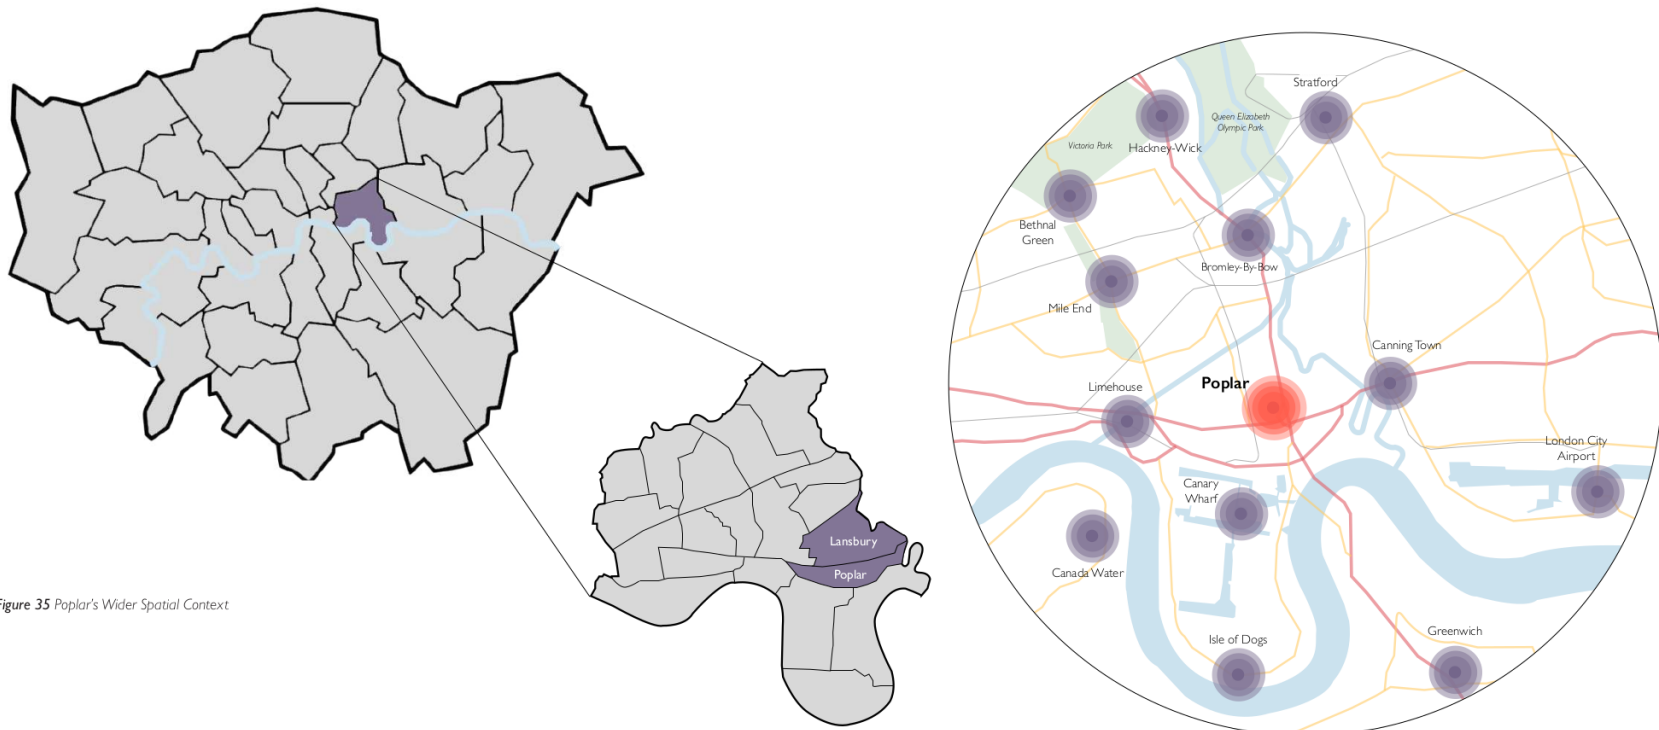 Figure 35 Poplar's Wider Spatial Context
Lansbury
Poplar
Stratford
Queen Elizabeth
Olympic Park
Victoria Park
Hackney-Wick
Bethnal
Green
Bromley-By-Bow
Mile End
Canning Town
Limehouse
Poplar
London City
Airport
Canary
Wharf
Canada Water
Isle of Dogs
Greenwich